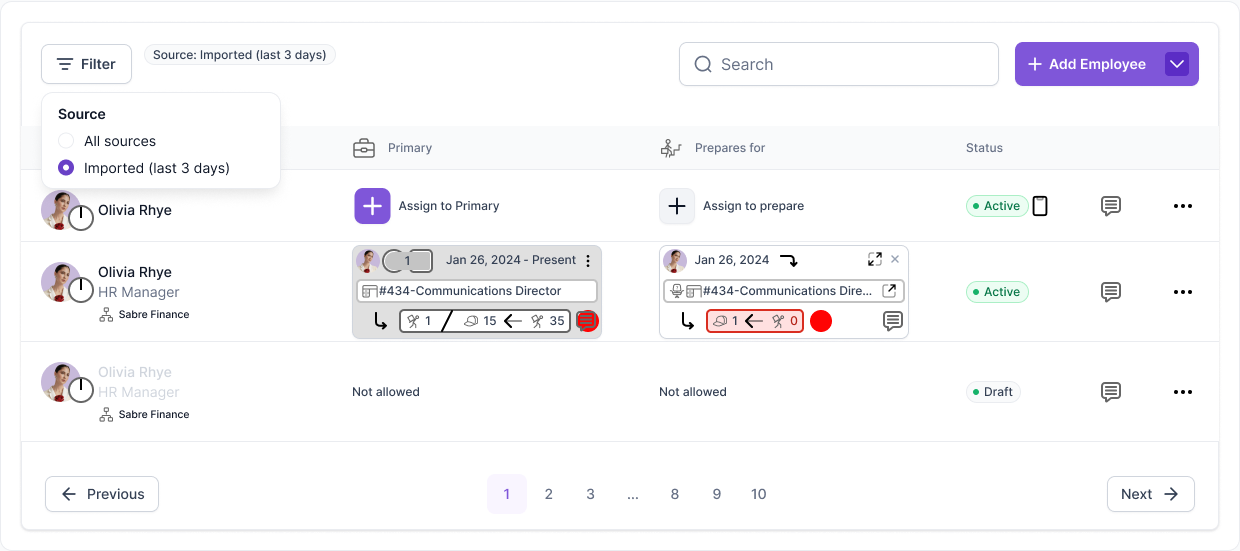 Filter
Source: Imported (last 3 days)
Search
Add Employee
Source
All sources
Imported (last 3 days)
Primary
Prepares for
Status
Olivia Rhye
Assign to Primary
Assign to prepare
Active
Olivia Rhye
HR Manager
Sabre Finance
1
Jan 26, 2024 - Present
#434-Communications Director
1
15
35
Jan 26, 2024
#434-Communications Dire...
1
0
Active
Olivia Rhye
HR Manager
Sabre Finance
Not allowed
Not allowed
Draft
Previous
1 2 3 ... 8 9 10
Next